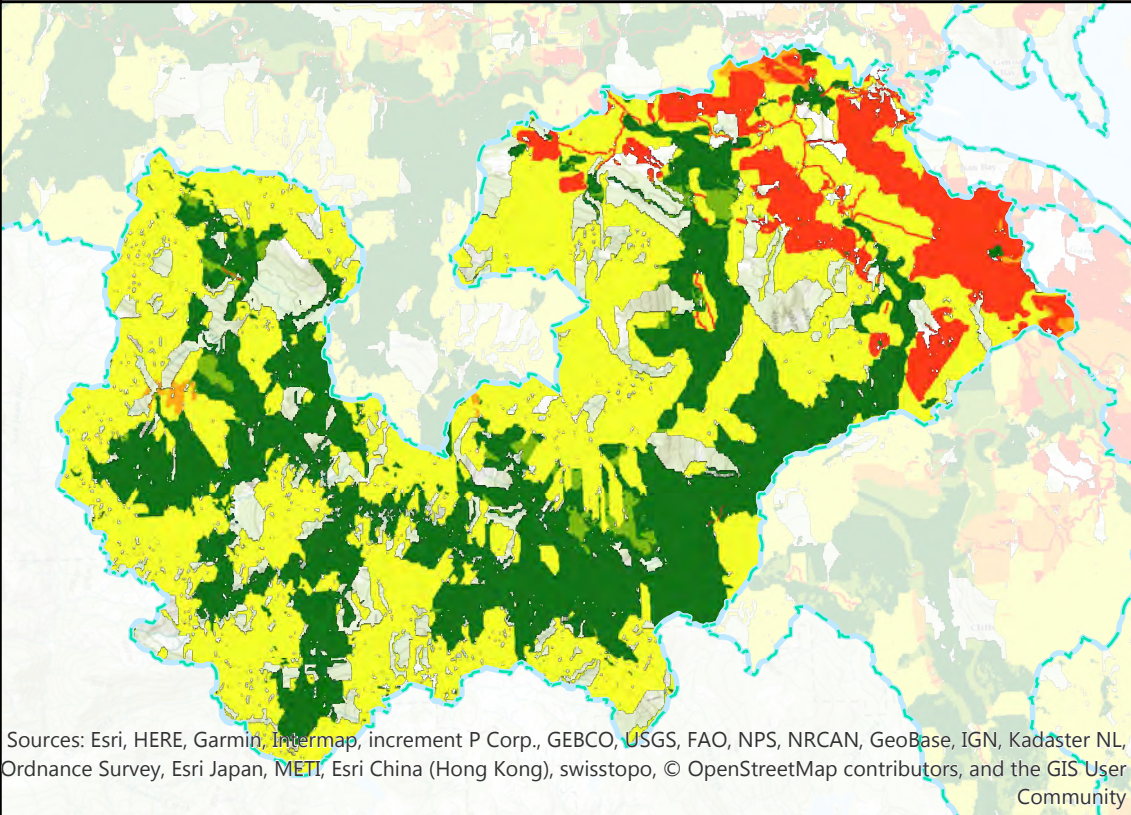 Sources: Esri, HERE, Garmin, Intermap, increment P Corp., GEBCO, USGS, FAO, NPS, NRCAN, GeoBase, IGN, Kadaster NL,
Ordnance Survey, Esri Japan, METI, Esri China (Hong Kong), swisstopo, © OpenStreetMap contributors, and the GIS User
Community